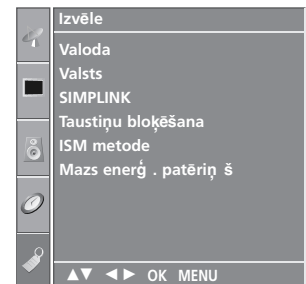 Izvēle
Valoda
Valsts
SIMPLINK
Taustiņu bloķēšana
ISM metode
Mazs enerģ . patēriņ š
▲▼ ◄► OK MENU